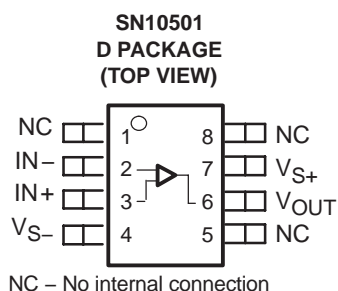 SN10501
D PACKAGE
(TOP VIEW)
NC 1 8 NC
IN− 2 7 VS+
IN+ 3 6 VOUT
VS− 4 5 NC
NC − No internal connection